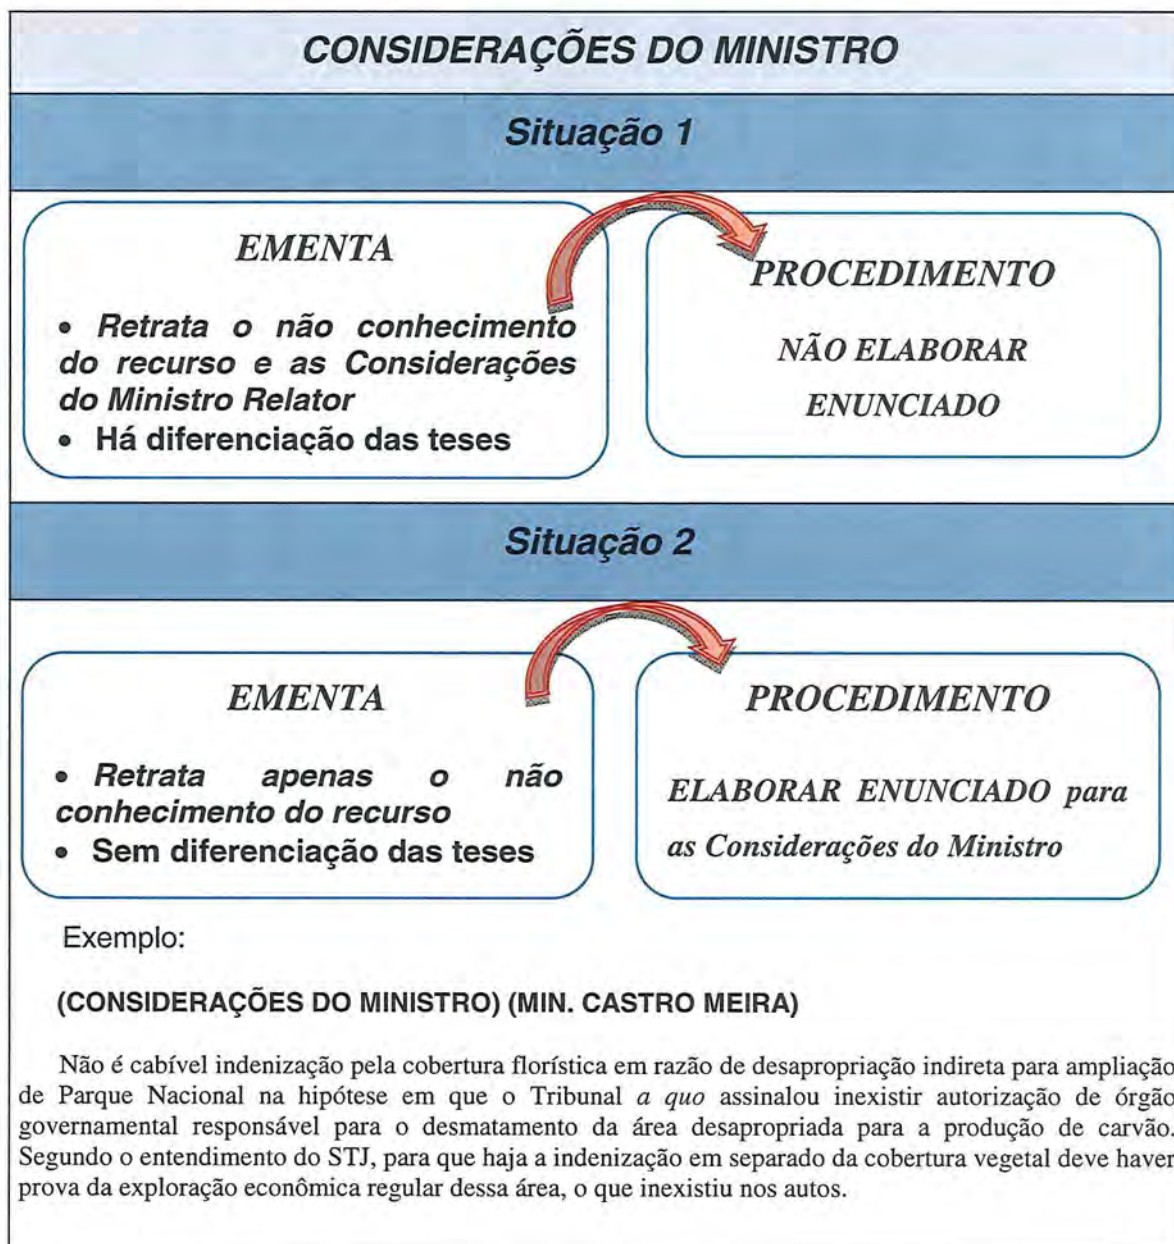 CONSIDERAÇÕES DO MINISTRO
Situação 1
EMENTA
• Retrata o não conhecimento
do recurso e as Considerações
do Ministro Relator
• Há diferenciação das teses
PROCEDIMENTO
NÃO ELABORAR
ENUNCIADO
Situação 2
EMENTA
• Retrata apenas o não
conhecimento do recurso
• Sem diferenciação das teses
PROCEDIMENTO
ELABORAR ENUNCIADO para
as Considerações do Ministro
Exemplo:
(CONSIDERAÇÕES DO MINISTRO) (MIN. CASTRO MEIRA)
Não é cabível indenização pela cobertura florística em razão de desapropriação indireta para ampliação
de Parque Nacional na hipótese em que o Tribunal a quo assinalou inexistir autorização de órgão
governamental responsável para o desmatamento da área desapropriada para a produção de carvão.
Segundo o entendimento do STJ, para que haja a indenização em separado da cobertura vegetal deve haver
prova da exploração econômica regular dessa área, o que inexistiu nos autos.